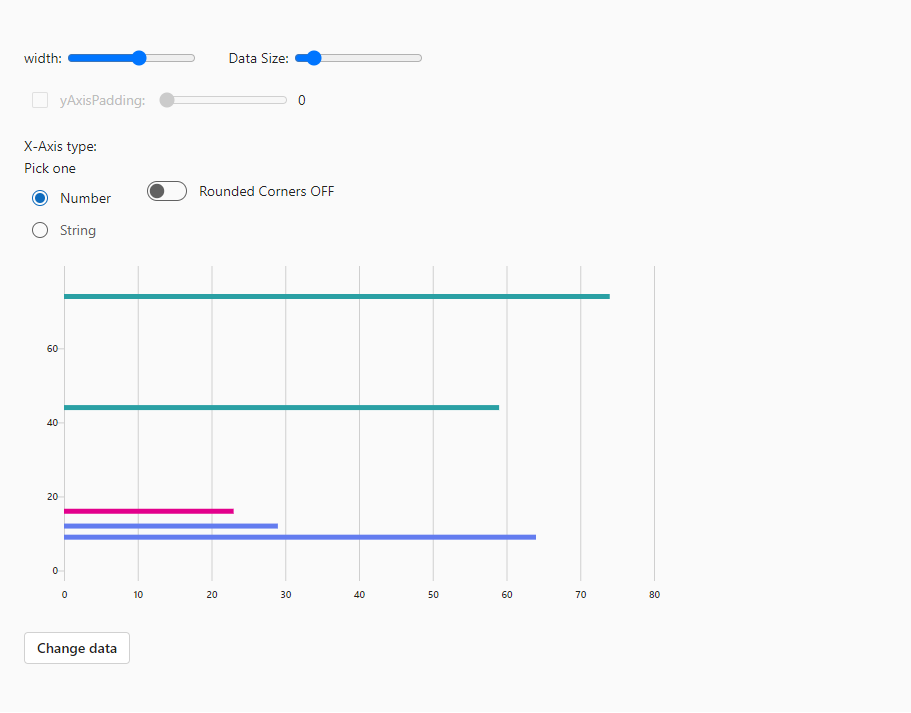 width: Data Size:
yAxisPadding: 0
X-Axis type:
Pick one
Number
Rounded Corners OFF
String
60
40
20
0
0 10 20 30 40 50 60 70 80
Change data